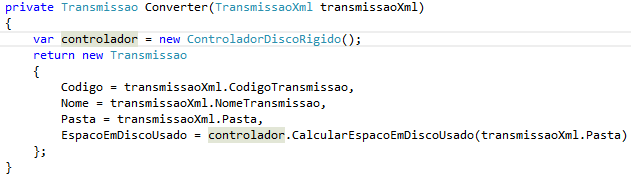 private Transmissao Converter(TransmissaoXml transmissaoXml)
{
    var controlador = new ControladorDiscoRigido();
    return new Transmissao
    {
        Codigo = transmissaoXml.CodigoTransmissao,
        Nome = transmissaoXml.NomeTransmissao,
        Pasta = transmissaoXml.Pasta,
        EspacoEmDiscoUsado = controlador.CalcularEspacoEmDiscoUsado(transmissaoXml.Pasta)
    };
}